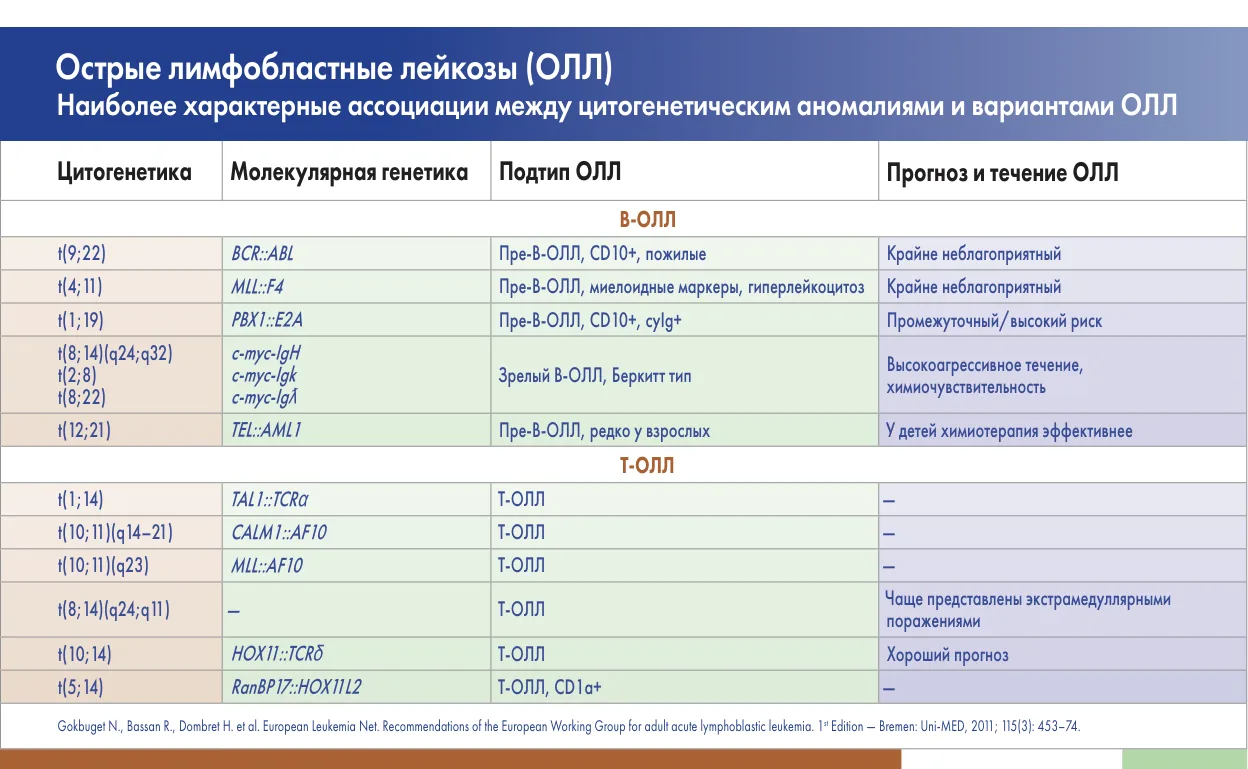 Острые лимфобластные лейкозы (ОЛЛ)
Наиболее характерные ассоциации между цитогенетическим аномалиями и вариантами ОЛЛ
Цитогенетика Молекулярная генетика Подтип ОЛЛ Прогноз и течение ОЛЛ
В-ОЛЛ
t(9;22) BCR::ABL Пре-В-ОЛЛ, CD10+, пожилые Крайне неблагоприятный
t(4;11) MLL::F4 Пре-В-ОЛЛ, миелоидные маркеры, гиперлейкоцитоз Крайне неблагоприятный
t(1;19) PBX1::E2A Пре-В-ОЛЛ, CD10+, cyIg+ Промежуточный/высокий риск
t(8;14)(q24;q32) c-myc-IgH
t(2;8) c-myc-Igk Зрелый В-ОЛЛ, Беркитт тип Высокоагрессивное течение,
t(8;22) c-myc-Igƛ химиочувствительность
t(12;21) TEL::AML1 Пре-В-ОЛЛ, редко у взрослых У детей химиотерапия эффективнее
Т-ОЛЛ
t(1;14) TAL1::TCRα Т-ОЛЛ —
t(10;11)(q14–21) CALM1::AF10 Т-ОЛЛ —
t(10;11)(q23) MLL::AF10 Т-ОЛЛ —
t(8;14)(q24;q11) — Т-ОЛЛ Чаще представлены экстрамедуллярными
поражениями
t(10;14) HOX11::TCRδ Т-ОЛЛ Хороший прогноз
t(5;14) RanBP17::HOX11L2 Т-ОЛЛ, CD1a+ —
Gokbuget N., Bassan R., Dombret H. et al. European Leukemia Net. Recommendations of the European Working Group for adult acute lymphoblastic leukemia. 1st Edition — Bremen: Uni-MED, 2011; 115(3): 453–74.